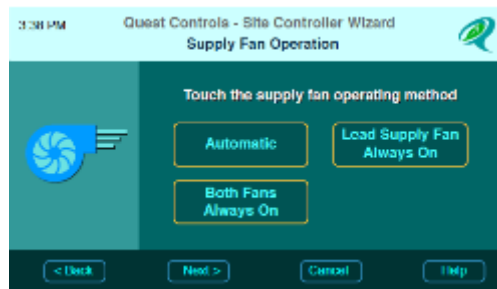 3:38 PM
Quest Controls - Site Controller Wizard
Supply Fan Operation
Touch the supply fan operating method
Automatic
Lead Supply Fan
Always On
Both Fans
Always On
< Back
Next >
Cancel
Help